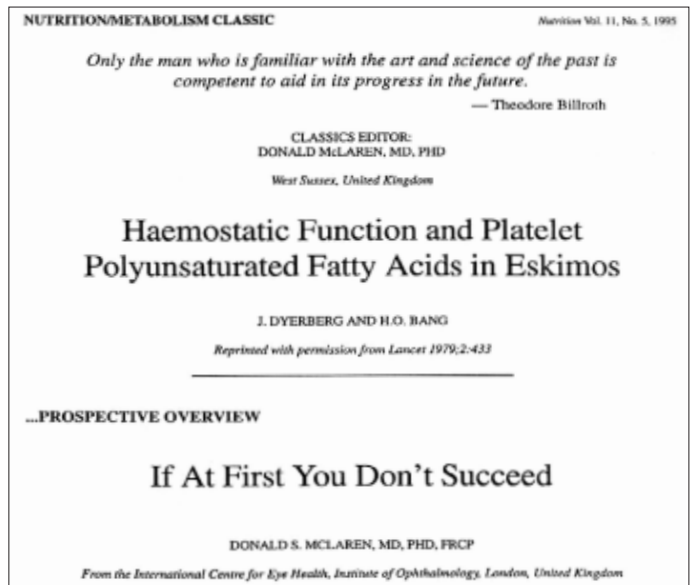 NUTRITION/METABOLISM CLASSIC
Nutrition Vol. 11, No. 5, 1995
Only the man who is familiar with the art and science of the past is
competent to aid in its progress in the future.
— Theodore Billroth
CLASSICS EDITOR:
DONALD McLAREN, MD, PHD
West Sussex, United Kingdom
Haemostatic Function and Platelet
Polyunsaturated Fatty Acids in Eskimos
J. DYERBERG AND H.O. BANG
Reprinted with permission from Lancet 1979;2:433
...PROSPECTIVE OVERVIEW
If At First You Don't Succeed
DONALD S. MCLAREN, MD, PHD, FRCP
From the International Centre for Eye Health, Institute of Ophthalmology, London, United Kingdom